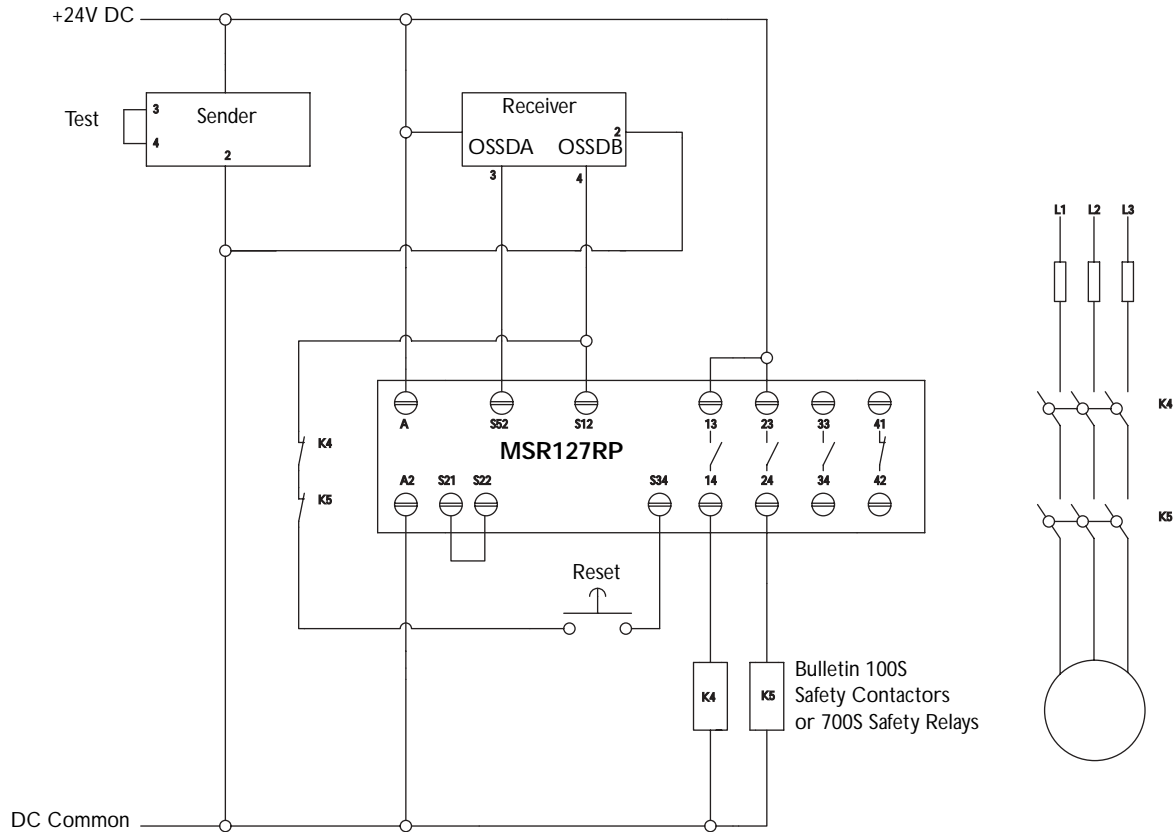 +24V DC
Test
3
4
Sender
2
Receiver
OSSDA
OSSDB
2
3
4
L1
L2
L3
K4
K5
A
S52
S12
13
23
33
41
MSR127RP
A2
S21
S22
S34
14
24
34
42
K4
K5
Reset
K4
K5
Bulletin 100S
Safety Contactors
or 700S Safety Relays
DC Common